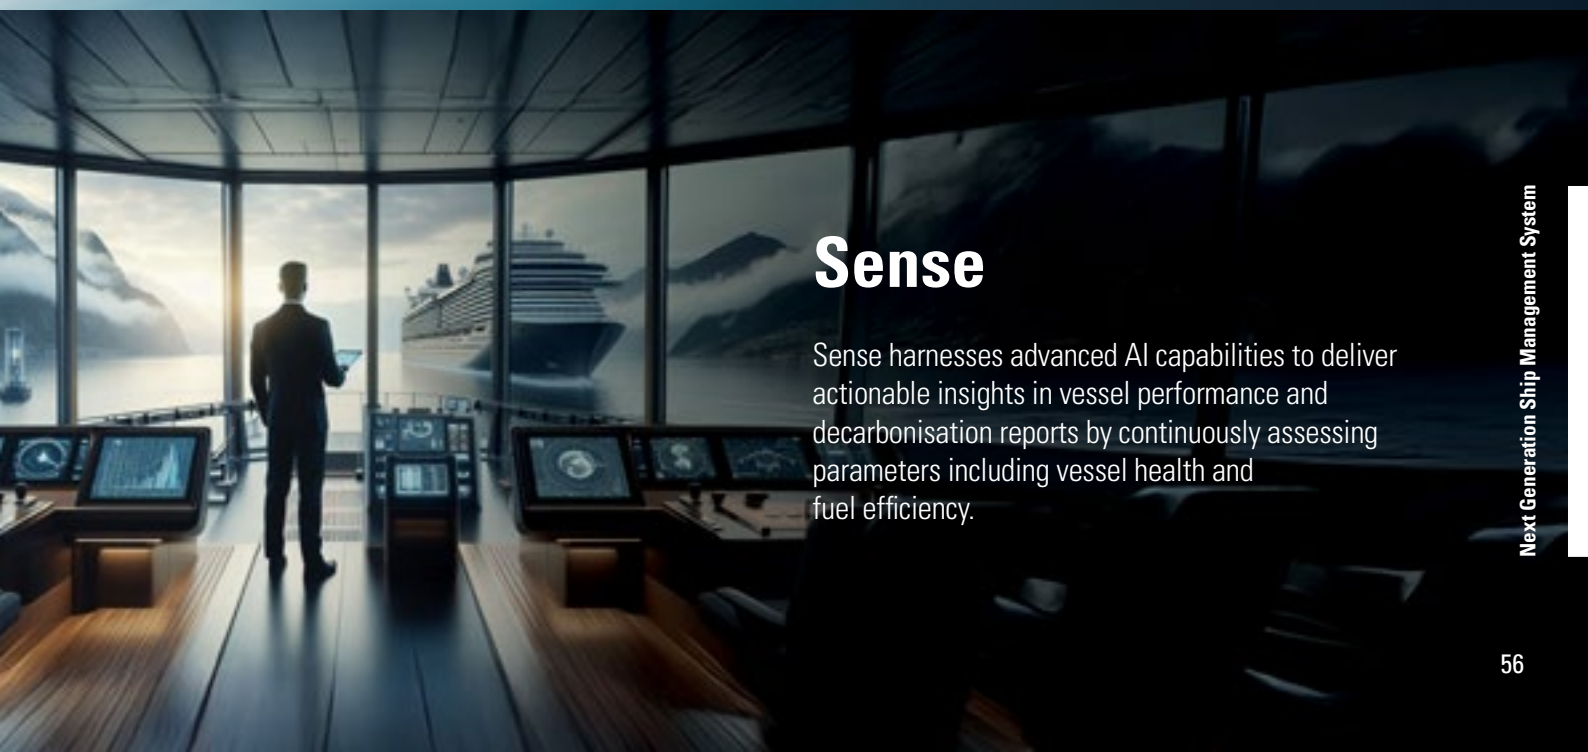 Sense
Sense harnesses advanced AI capabilities to deliver
actionable insights in vessel performance and
decarbonisation reports by continuously assessing
parameters including vessel health and
fuel efficiency.
Next Generation Ship Management System
56